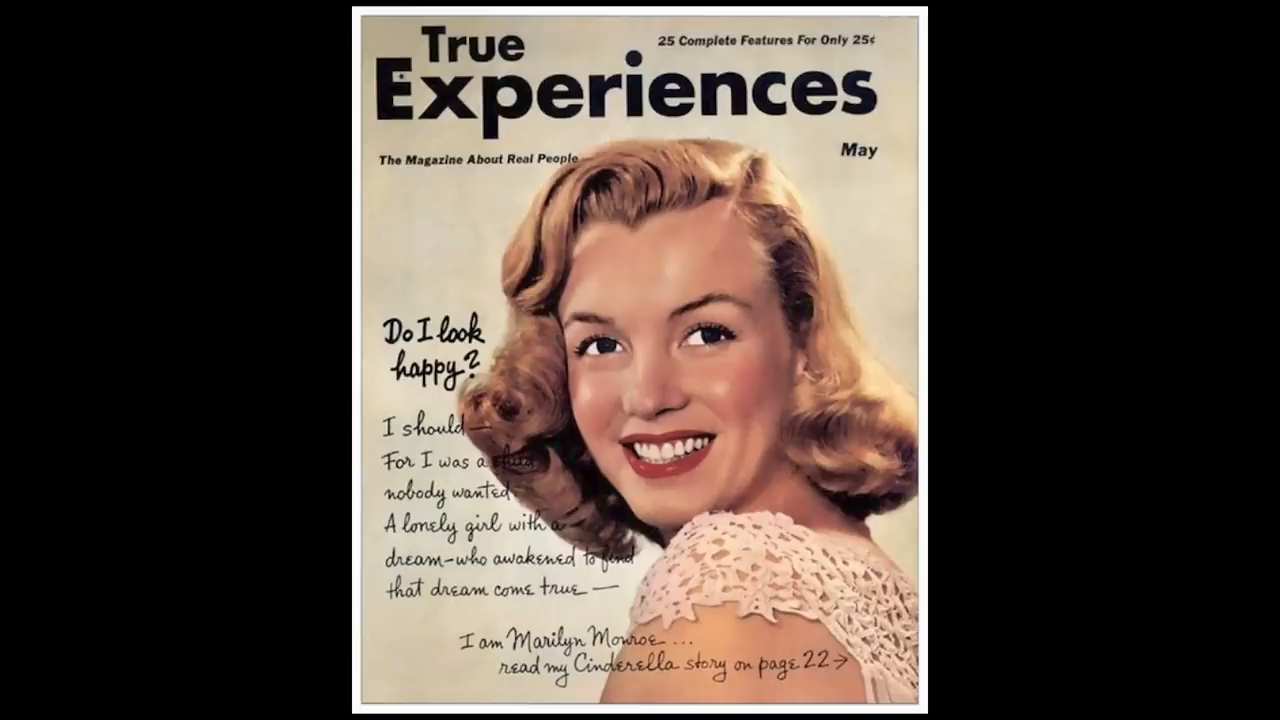 True
25 Complete Features For Only 25¢
Experiences
The Magazine About Real People
May
Do I look
happy?
I should—
For I was a child
nobody wanted
A lonely girl with a
dream—who awakened to find
that dream come true—
I am Marilyn Monroe...
read my Cinderella story on page 22→